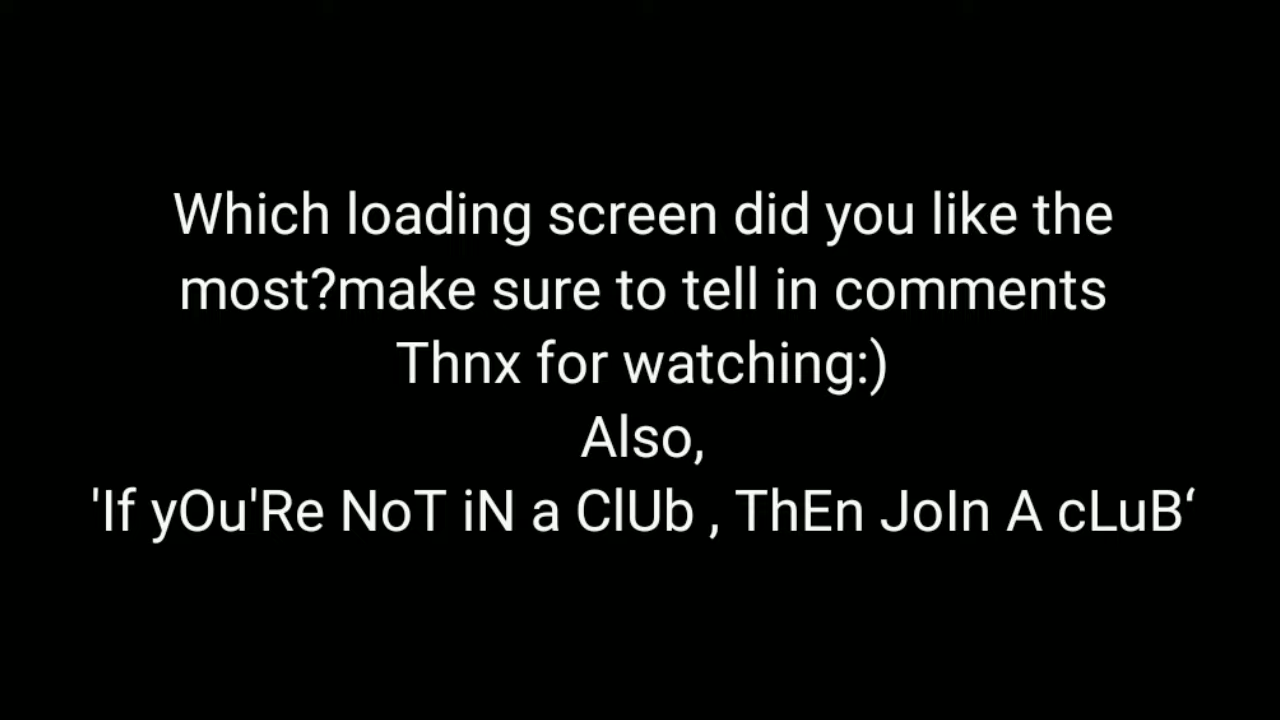 Which loading screen did you like the
most?make sure to tell in comments
Thnx for watching:)
Also,
'If yOu'Re NoT iN a ClUb , ThEn JoIn A cLuB‘